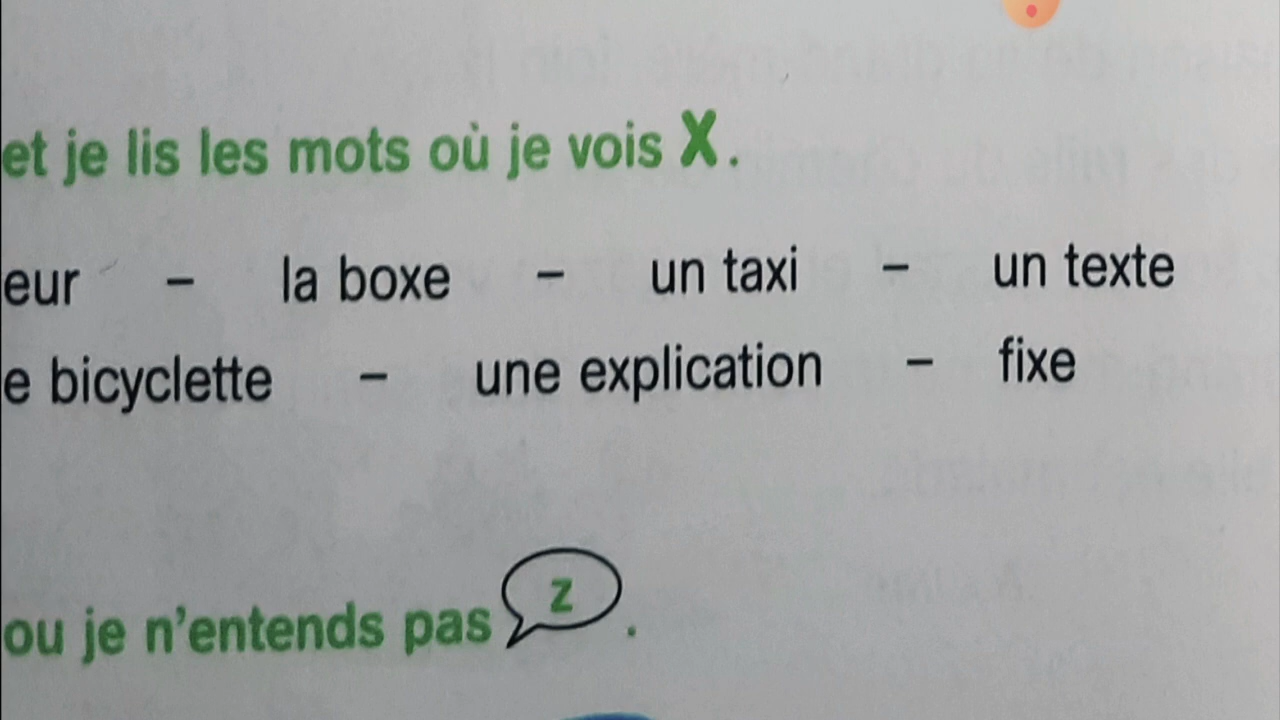 et je lis les mots où je vois X.
eur – la boxe – un taxi – un texte
e bicyclette – une explication – fixe
ou je n'entends pas z .